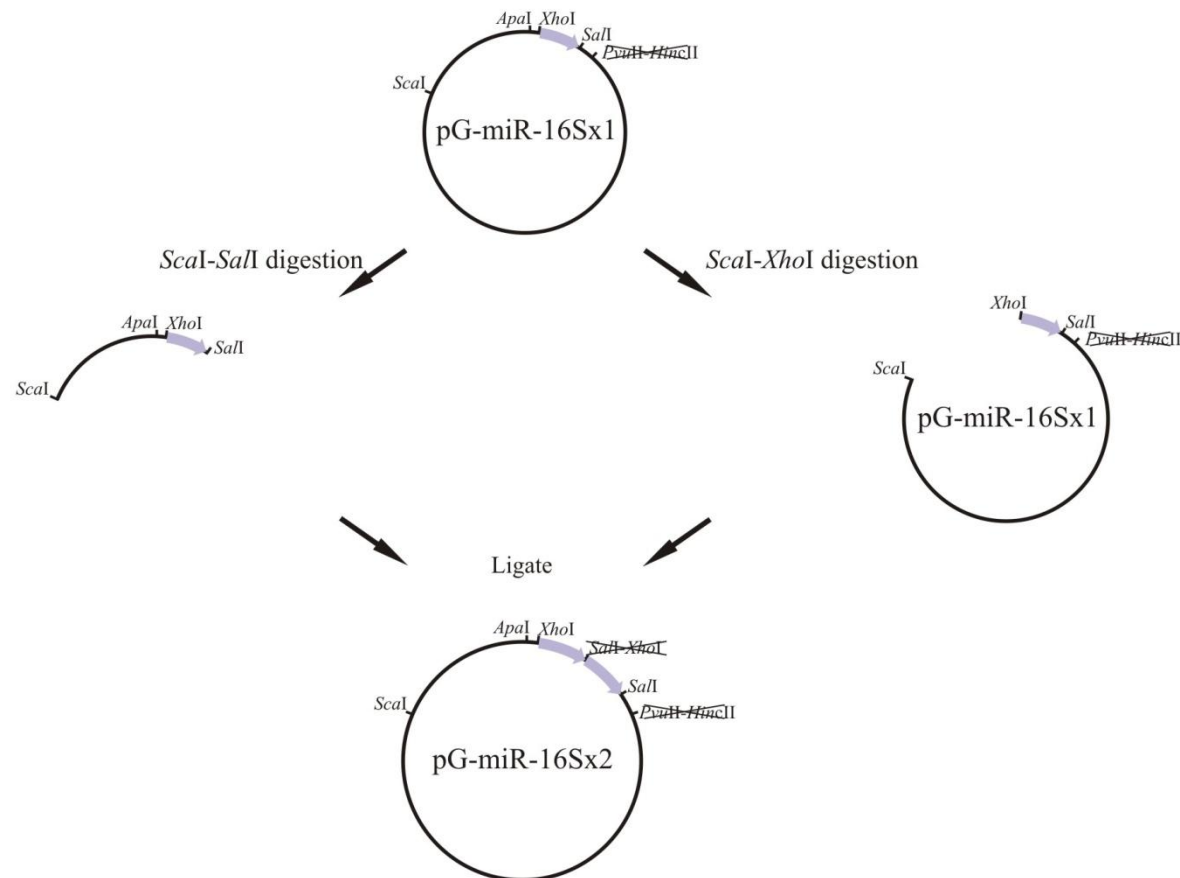 ApaI XhoI
SalI
PvuII-HincII
ScaI
pG-miR-16Sx1
ScaI-SalI digestion
ScaI-XhoI digestion
ApaI XhoI
SalI
ScaI
XhoI
SalI
PvuII-HincII
ScaI
pG-miR-16Sx1
Ligate
ApaI XhoI
SalI-XhoI
SalI
ScaI
PvuII-HincII
pG-miR-16Sx2